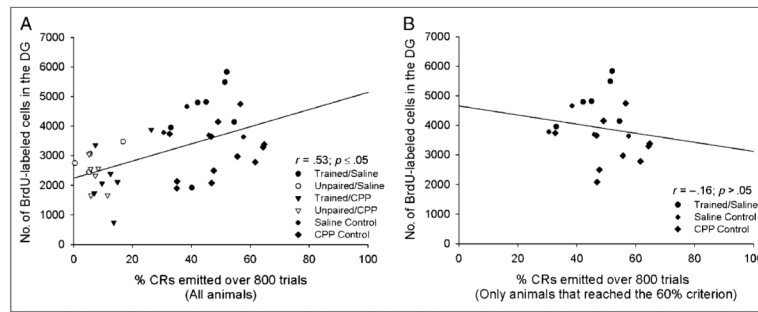 A
B
No. of BrdU-labeled cells in the DG
7000
6000
5000
4000
3000
2000
1000
0
0 20 40 60 80 100
r = .53; p ≤ .05
Trained/Saline
Unpaired/Saline
Trained/CPP
Unpaired/CPP
Saline Control
CPP Control
% CRs emitted over 800 trials
(All animals)
No. of BrdU-labeled cells in the DG
7000
6000
5000
4000
3000
2000
1000
0
0 20 40 60 80 100
r = –.16; p > .05
Trained/Saline
Saline Control
CPP Control
% CRs emitted over 800 trials
(Only animals that reached the 60% criterion)